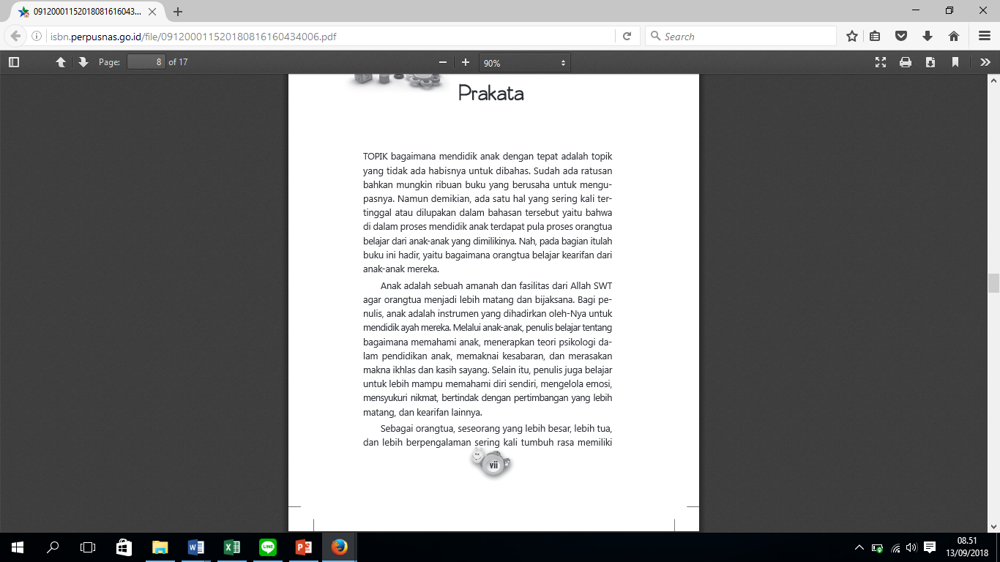 09120001152018081616043...
isbn.perpusnas.go.id/file/091200011520180816160434006.pdf
Search
Page: 8 of 17
90%
Prakata
TOPIK bagaimana mendidik anak dengan tepat adalah topik
yang tidak ada habisnya untuk dibahas. Sudah ada ratusan
bahkan mungkin ribuan buku yang berusaha untuk mengu-
pasnya. Namun demikian, ada satu hal yang sering kali ter-
tinggal atau dilupakan dalam bahasan tersebut yaitu bahwa
di dalam proses mendidik anak terdapat pula proses orangtua
belajar dari anak-anak yang dimilikinya. Nah, pada bagian itulah
buku ini hadir, yaitu bagaimana orangtua belajar kearifan dari
anak-anak mereka.
Anak adalah sebuah amanah dan fasilitas dari Allah SWT
agar orangtua menjadi lebih matang dan bijaksana. Bagi pe-
nulis, anak adalah instrumen yang dihadirkan oleh-Nya untuk
mendidik ayah mereka. Melalui anak-anak, penulis belajar tentang
bagaimana memahami anak, menerapkan teori psikologi da-
lam pendidikan anak, memaknai kesabaran, dan merasakan
makna ikhlas dan kasih sayang. Selain itu, penulis juga belajar
untuk lebih mampu memahami diri sendiri, mengelola emosi,
mensyukuri nikmat, bertindak dengan pertimbangan yang lebih
matang, dan kearifan lainnya.
Sebagai orangtua, seseorang yang lebih besar, lebih tua,
dan lebih berpengalaman sering kali tumbuh rasa memiliki
vii
LINE
08.51
13/09/2018